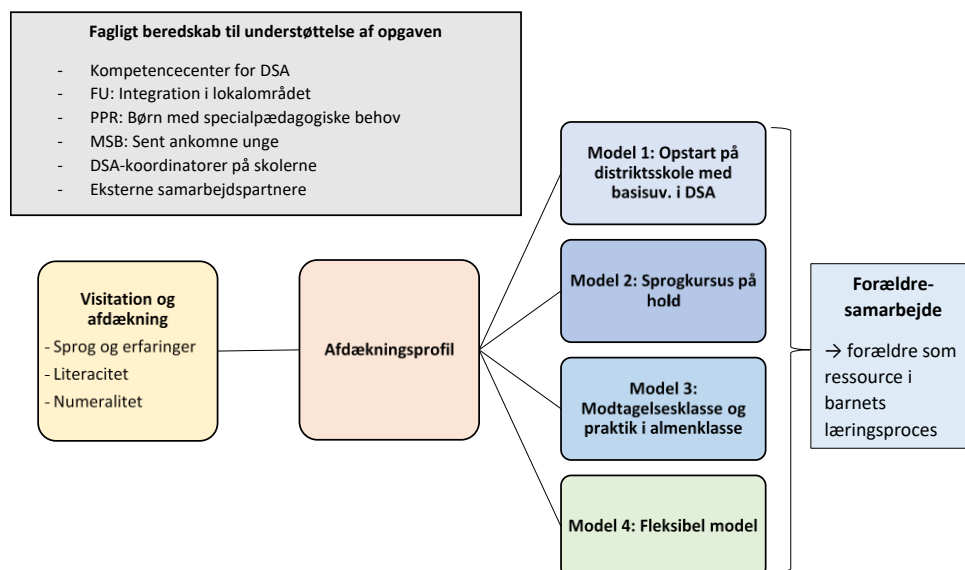 Fagligt beredskab til understøttelse af opgaven
- Kompetencecenter for DSA
- FU: Integration i lokalområdet
- PPR: Børn med specialpædagogiske behov
- MSB: Sent ankomne unge
- DSA-koordinatorer på skolerne
- Eksterne samarbejdspartnere
Visitation og
afdækning
- Sprog og erfaringer
- Literacitet
- Numeralitet
Afdækningsprofil
Model 1: Opstart på
distriktsskole med
basisuv. i DSA
Model 2: Sprogkursus på
hold
Model 3:
Modtagelsesklasse og
praktik i almenklasse
Model 4: Fleksibel model
Forældre-
samarbejde
→ forældre som
ressource i
barnets
læringsproces